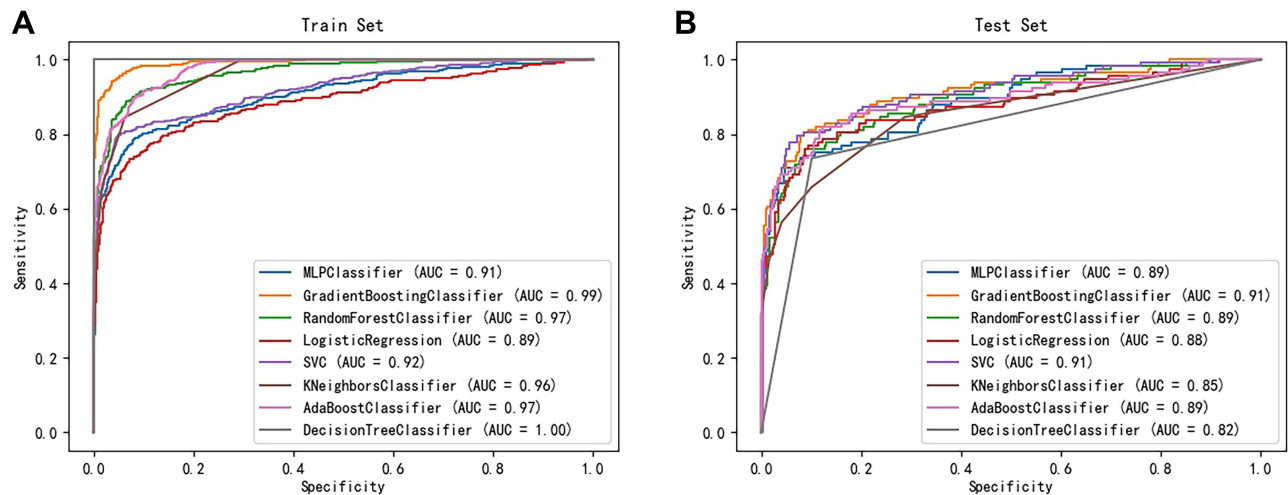 A
Train Set
1.0
0.8
0.6
0.4
0.2
0.0
Sensitivity
MLPClassifier (AUC = 0.91)
GradientBoostingClassifier (AUC = 0.99)
RandomForestClassifier (AUC = 0.97)
LogisticRegression (AUC = 0.89)
SVC (AUC = 0.92)
KNeighborsClassifier (AUC = 0.96)
AdaBoostClassifier (AUC = 0.97)
DecisionTreeClassifier (AUC = 1.00)
0.0 0.2 0.4 0.6 0.8 1.0
Specificity
B
Test Set
1.0
0.8
0.6
0.4
0.2
0.0
Sensitivity
MLPClassifier (AUC = 0.89)
GradientBoostingClassifier (AUC = 0.91)
RandomForestClassifier (AUC = 0.89)
LogisticRegression (AUC = 0.88)
SVC (AUC = 0.91)
KNeighborsClassifier (AUC = 0.85)
AdaBoostClassifier (AUC = 0.89)
DecisionTreeClassifier (AUC = 0.82)
0.0 0.2 0.4 0.6 0.8 1.0
Specificity